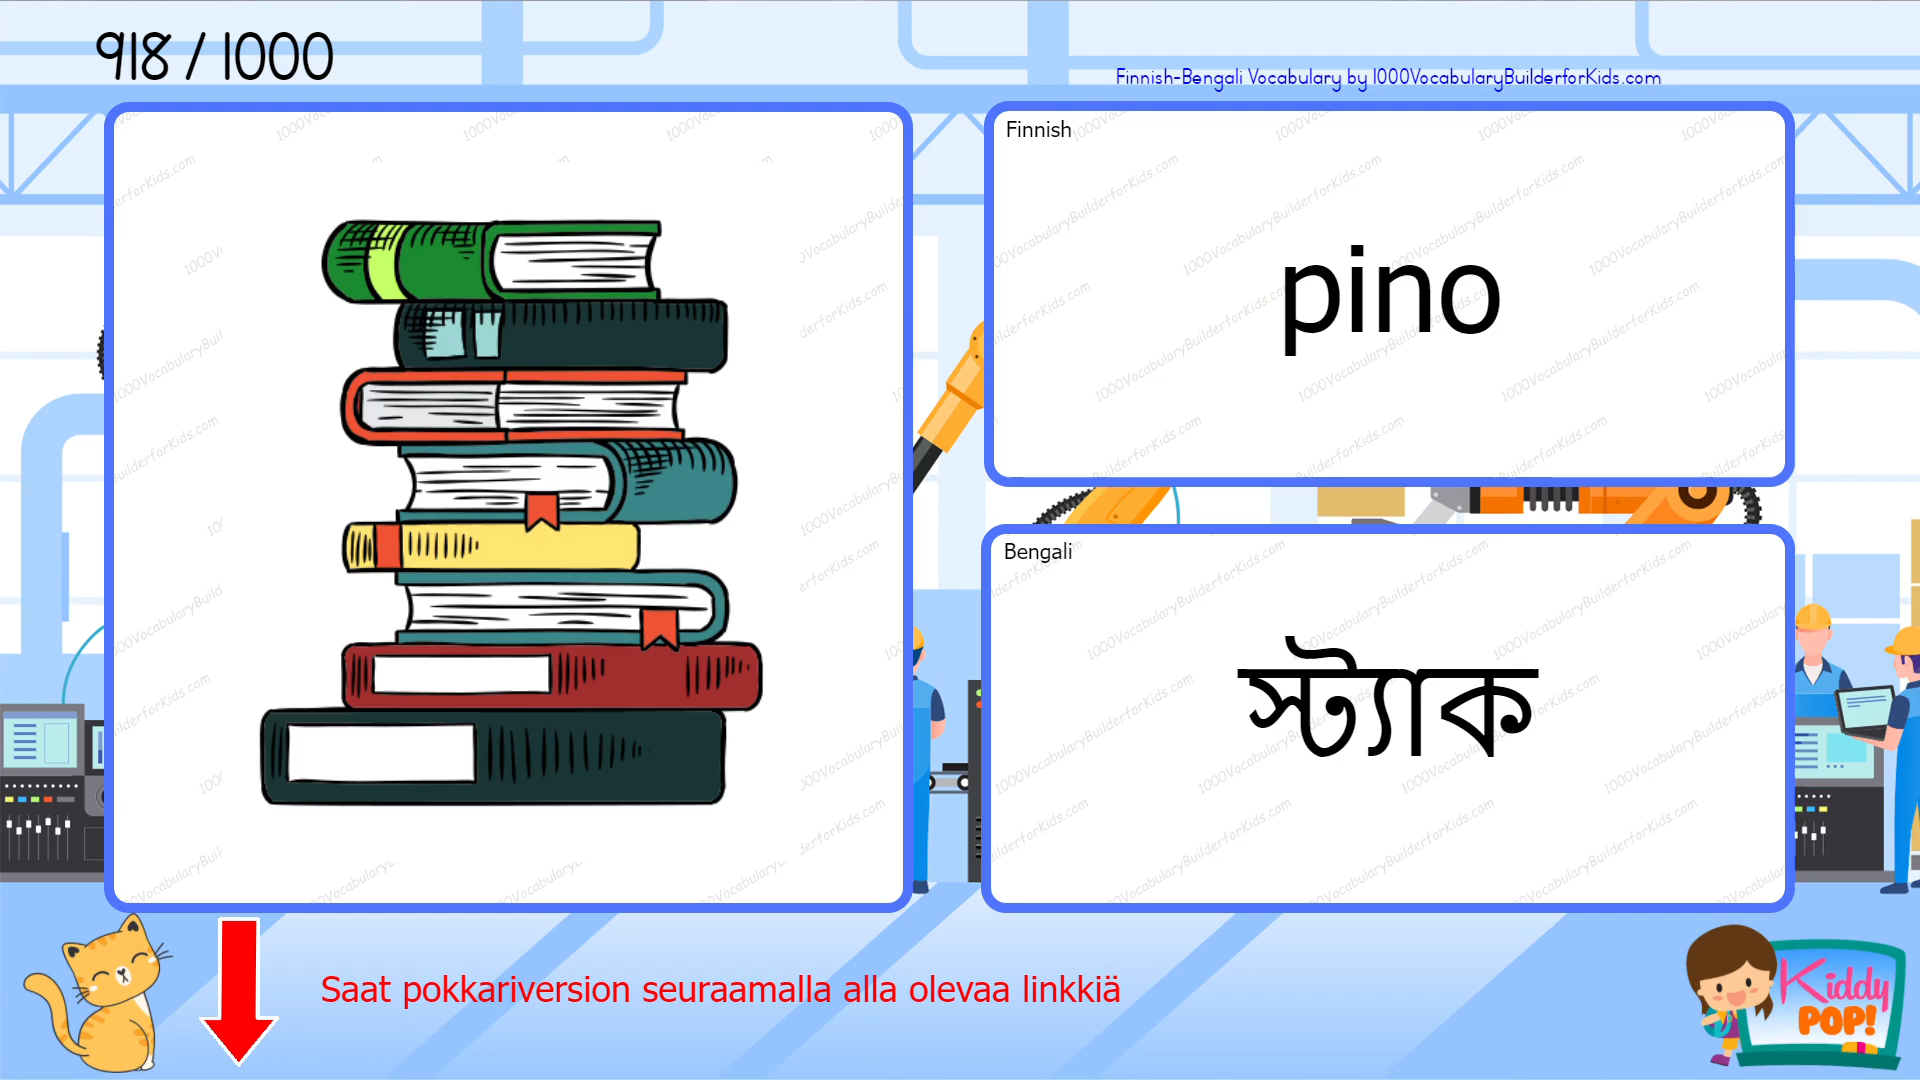 918 / 1000
Finnish-Bengali Vocabulary by 1000VocabularyBuilderforKids.com
Finnish
pino
Bengali
স্ট্যাক
Saat pokkariversion seuraamalla alla olevaa linkkiä
Kiddy
POP!